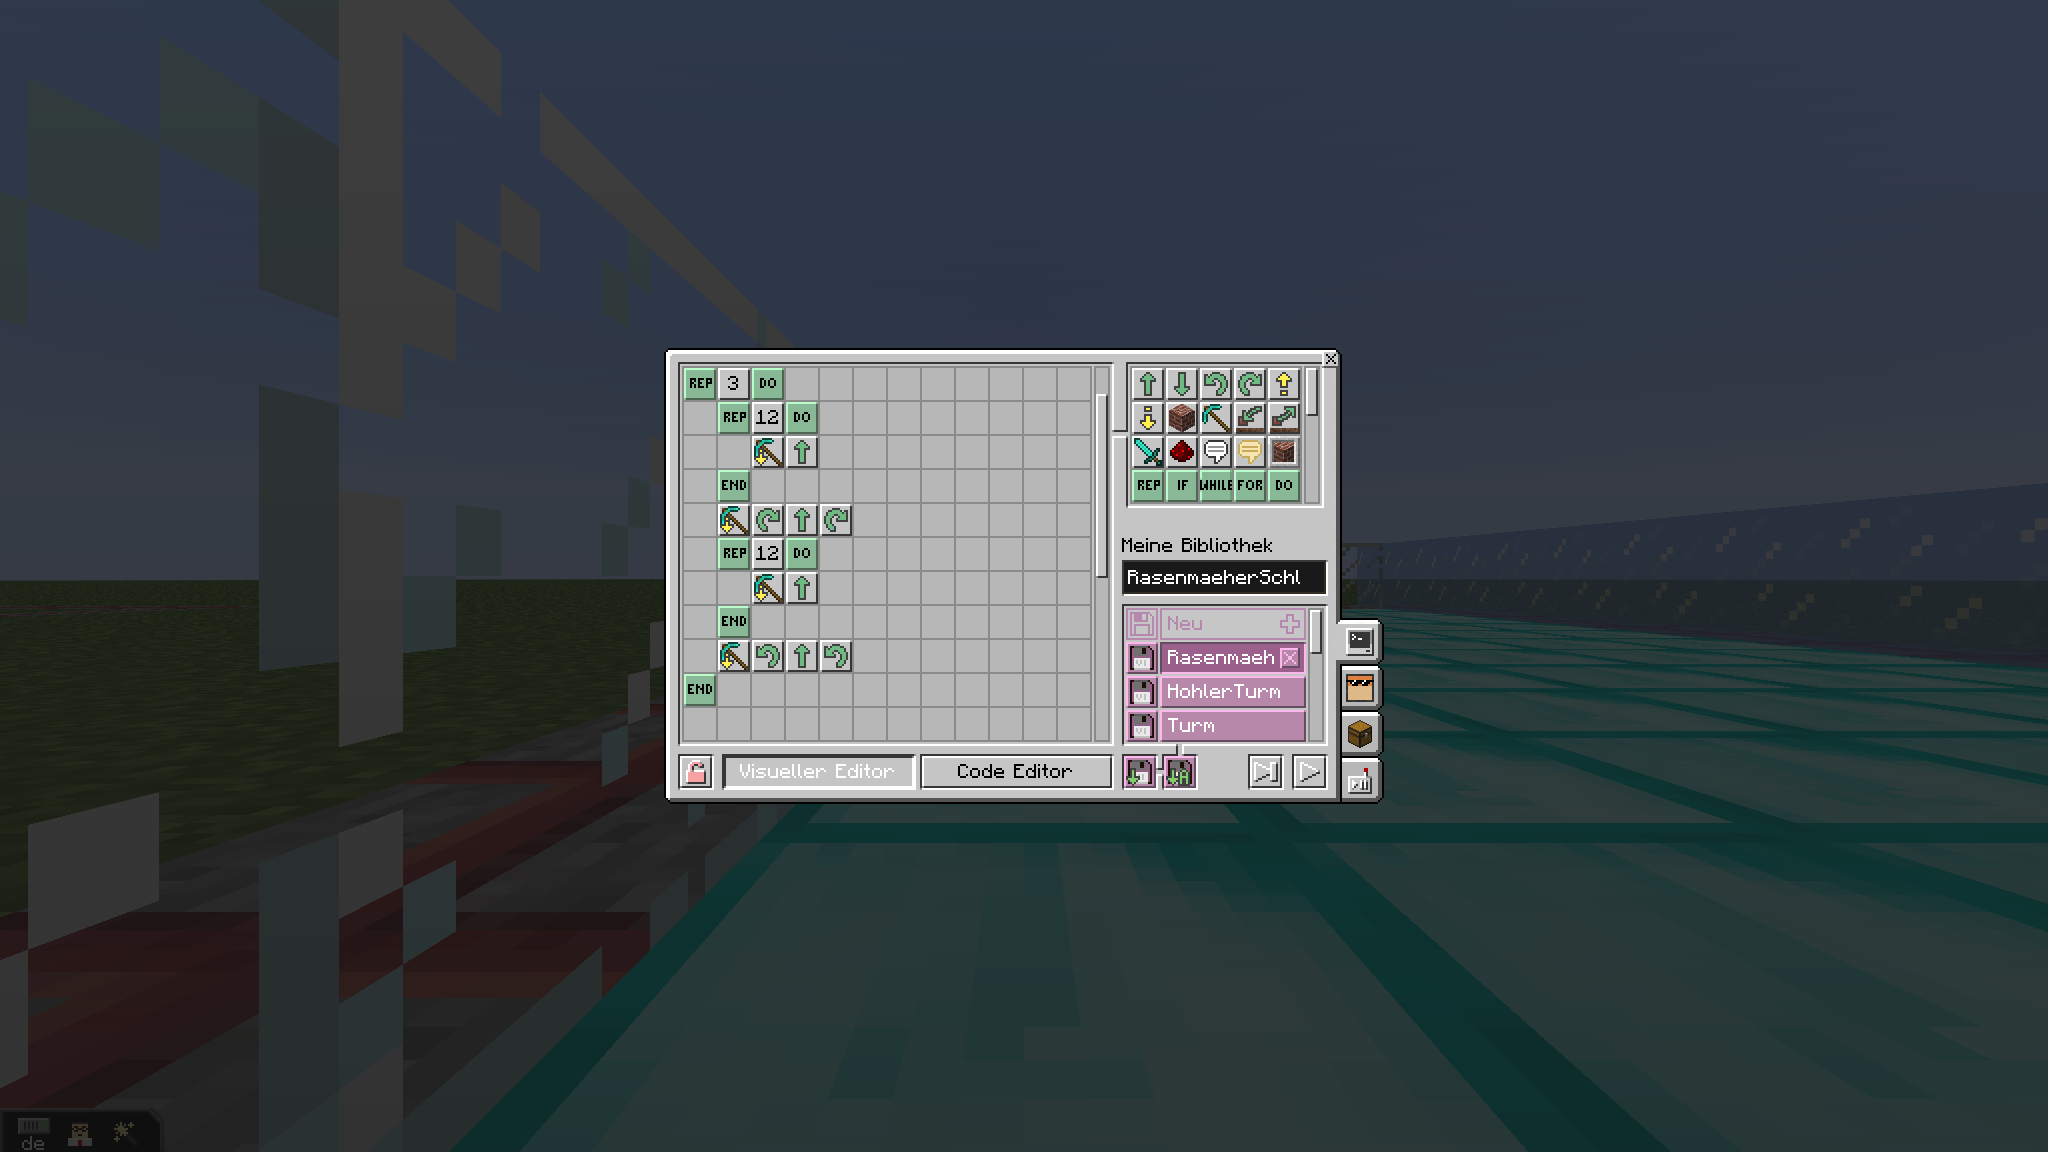 REP 3 DO
REP 12 DO
END
REP 12 DO
END
END
REP IF WHILE FOR DO
Meine Bibliothek
RasenmaeherSchl
Neu
Rasenmaeh
HohlerTurm
Turm
Visueller Editor
Code Editor
de